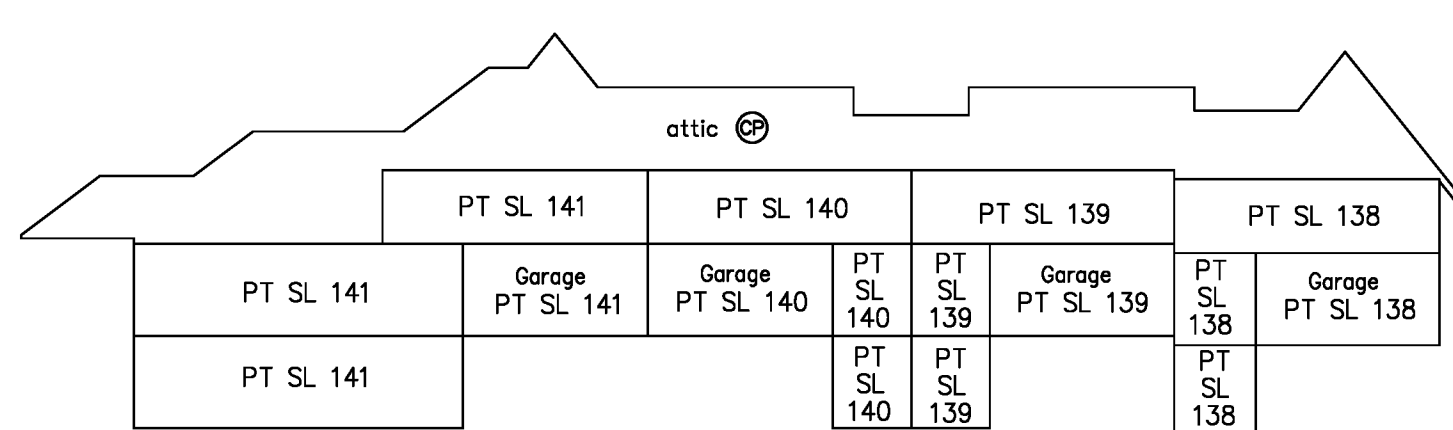 attic CP
PT SL 141
PT SL 140
PT SL 139
PT SL 138
PT SL 141
Garage
PT SL 141
Garage
PT SL 140
PT
SL
140
PT
SL
139
Garage
PT SL 139
PT
SL
138
Garage
PT SL 138
PT SL 141
PT
SL
140
PT
SL
139
PT
SL
138